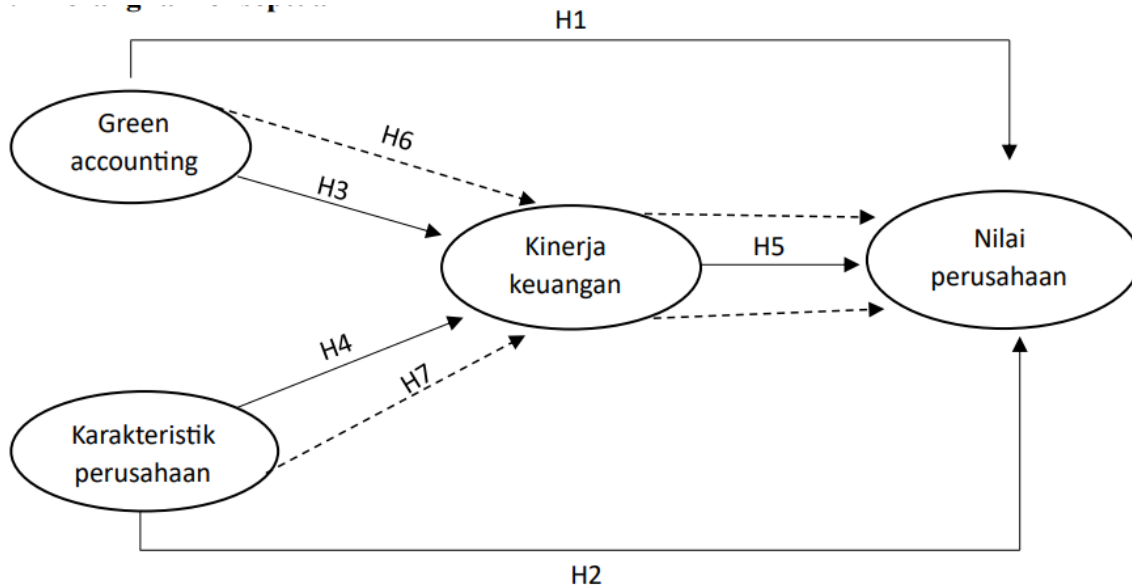 H1
Green
accounting
H6
H3
Kinerja
keuangan
H5
Nilai
perusahaan
H4
H7
Karakteristik
perusahaan
H2